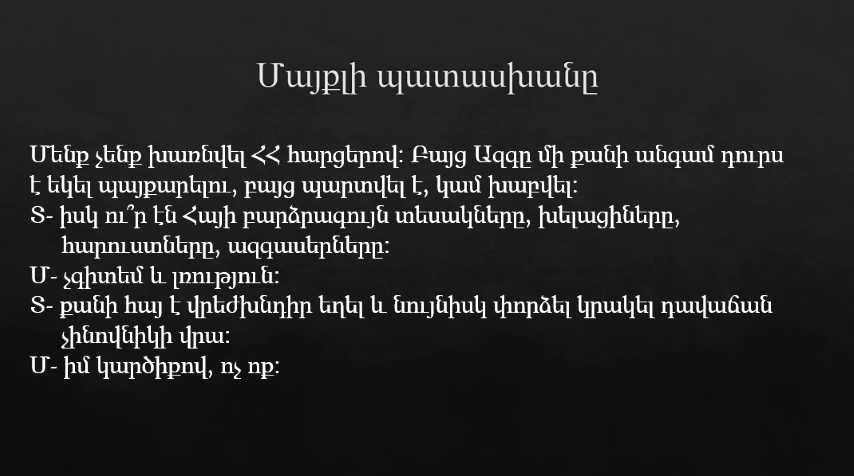 Մայքլի պատասխանը
Մենք չենք խառնվել ՀՀ հարցերով: Բայց Ազգը մի քանի անգամ դուրս
է եկել պայքարելու, բայց պարտվել է, կամ խաբվել:
Տ- իսկ ու՞ր էն Հայի բարձրագույն տեսակները, խելացիները,
հարուստները, ազգասերները:
Մ- չգիտեմ և լռություն:
Տ- քանի հայ է վրեժխնդիր եղել և նույնիսկ փորձել կրակել դավաճան
չինովնիկի վրա:
Մ- իմ կարծիքով, ոչ ոք: